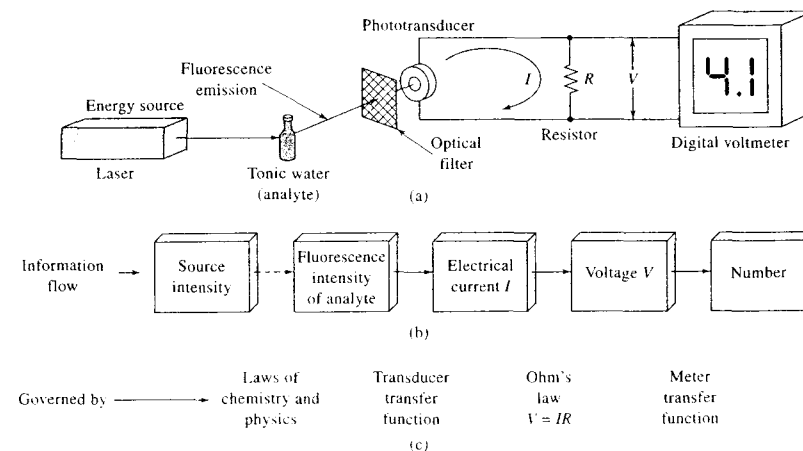 Phototransducer
Fluorescence
emission
Energy source
I
R
V
4.1
Resistor
Optical
filter
Digital voltmeter
Laser
Tonic water
(analyte)
(a)
Information
flow
Source
intensity
Fluorescence
intensity
of analyte
Electrical
current I
Voltage V
Number
(b)
Governed by
Laws of
chemistry and
physics
Transducer
transfer
function
Ohm's
law
V = IR
Meter
transfer
function
(c)